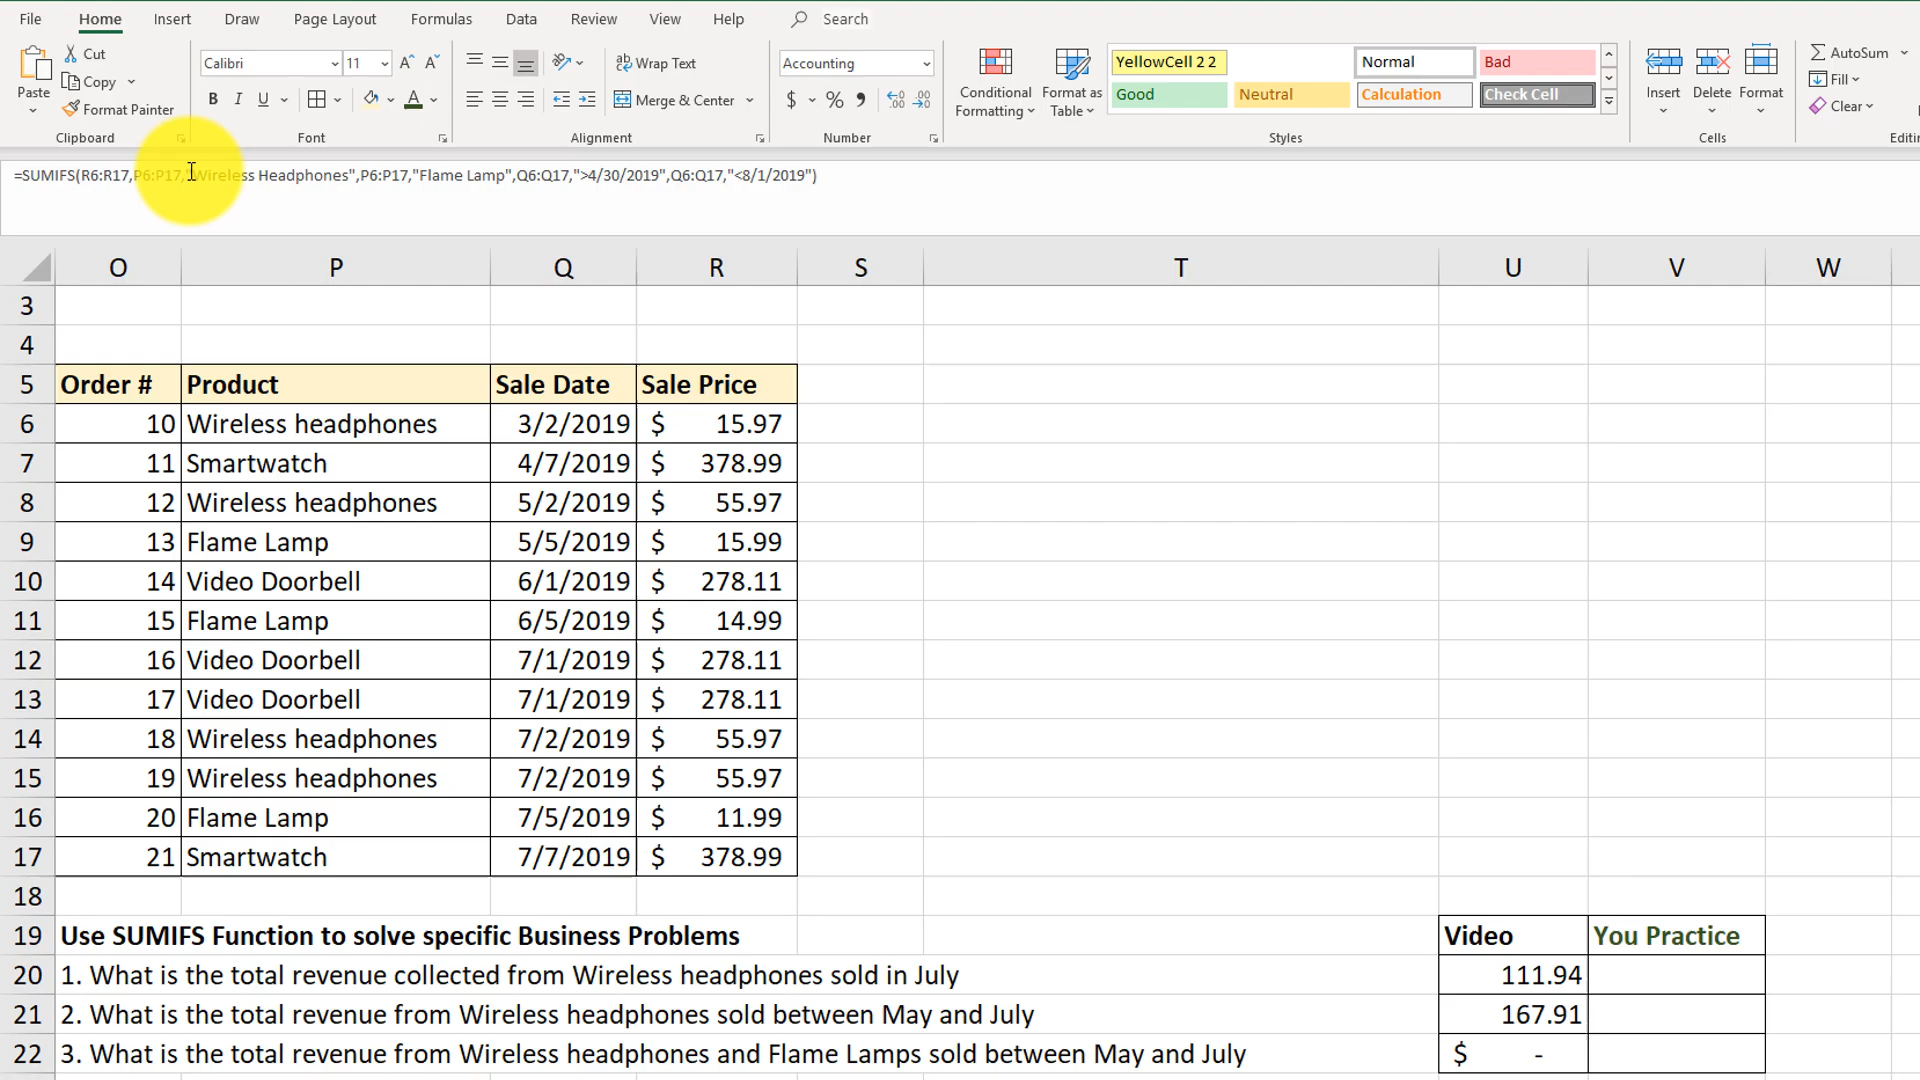 File Home Insert Draw Page Layout Formulas Data Review View Help Search
Paste Cut Calibri 11 Wrap Text Accounting Conditional Formatting Format as Table YellowCell 2 2 Normal Bad Insert Delete Format AutoSum
Copy Fill
Format Painter B I U A Merge & Center $ % Good Neutral Calculation Check Cell Clear
Clipboard Font Alignment Number Styles Cells Editi
=SUMIFS(R6:R17,P6:P17,"Wireless Headphones",P6:P17,"Flame Lamp",Q6:Q17,">4/30/2019",Q6:Q17,"<8/1/2019")
O P Q R S T U V W
3
4
5 Order # Product Sale Date Sale Price
6 10 Wireless headphones 3/2/2019 $ 15.97
7 11 Smartwatch 4/7/2019 $ 378.99
8 12 Wireless headphones 5/2/2019 $ 55.97
9 13 Flame Lamp 5/5/2019 $ 15.99
10 14 Video Doorbell 6/1/2019 $ 278.11
11 15 Flame Lamp 6/5/2019 $ 14.99
12 16 Video Doorbell 7/1/2019 $ 278.11
13 17 Video Doorbell 7/1/2019 $ 278.11
14 18 Wireless headphones 7/2/2019 $ 55.97
15 19 Wireless headphones 7/2/2019 $ 55.97
16 20 Flame Lamp 7/5/2019 $ 11.99
17 21 Smartwatch 7/7/2019 $ 378.99
18
19 Use SUMIFS Function to solve specific Business Problems Video You Practice
20 1. What is the total revenue collected from Wireless headphones sold in July 111.94
21 2. What is the total revenue from Wireless headphones sold between May and July 167.91
22 3. What is the total revenue from Wireless headphones and Flame Lamps sold between May and July $ -